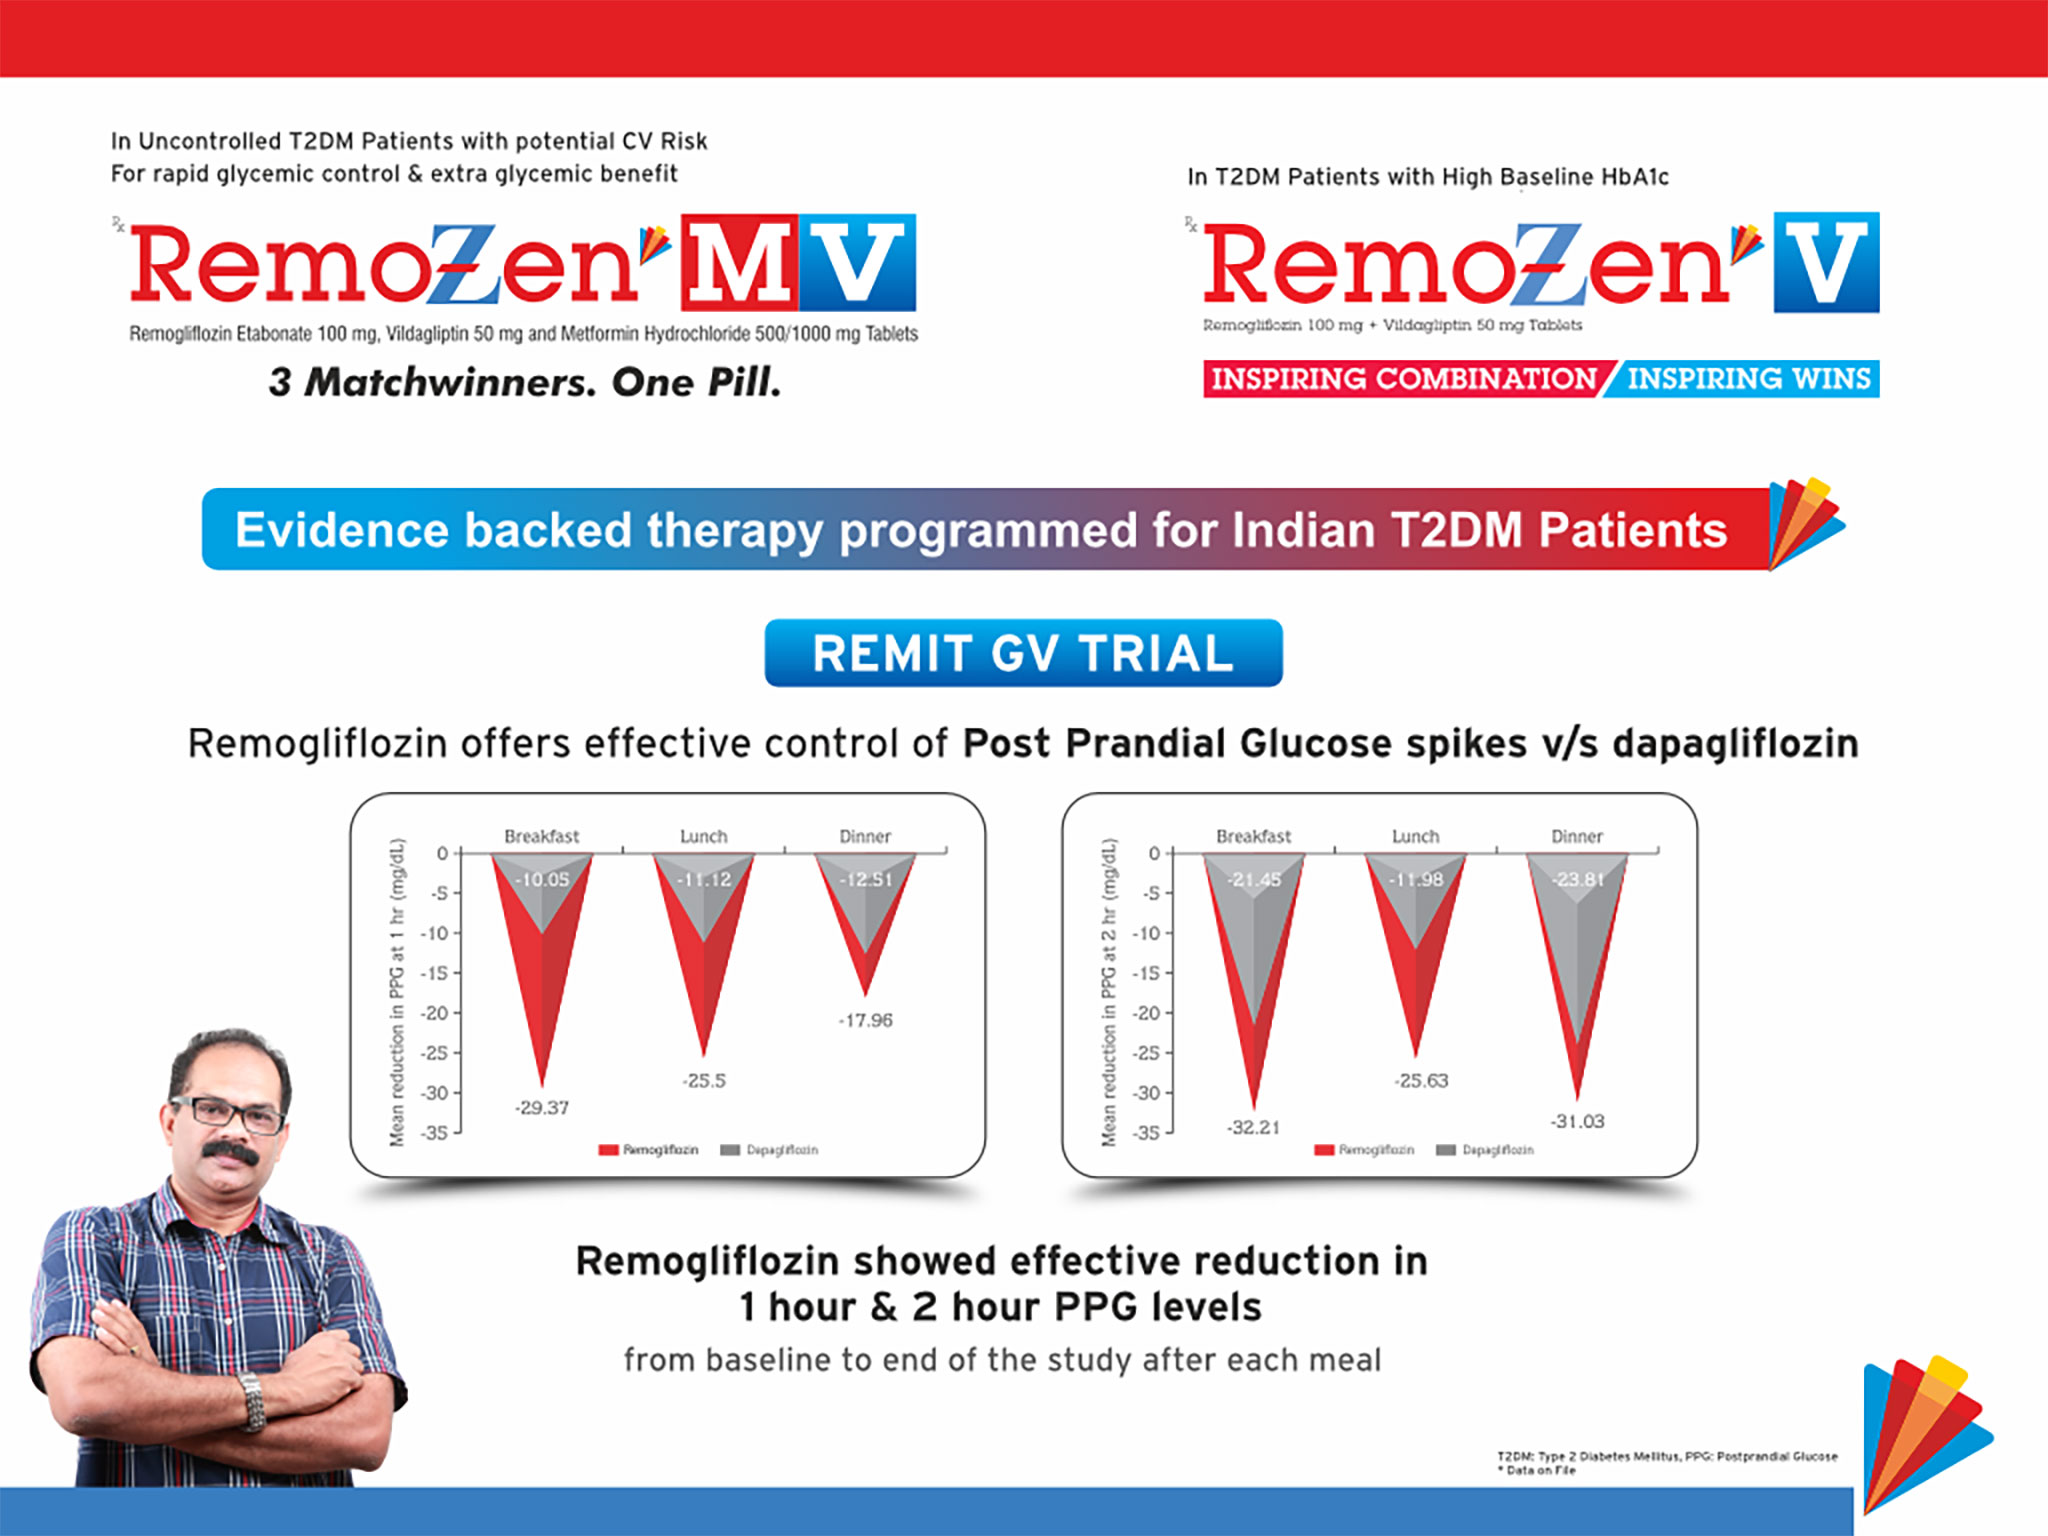 In Uncontrolled T2DM Patients with potential CV Risk
For rapid glycemic control & extra glycemic benefit
Rx RemoZen MV
Remogliflozin Etabonate 100 mg, Vildagliptin 50 mg and Metformin Hydrochloride 500/1000 mg Tablets
3 Matchwinners. One Pill.
In T2DM Patients with High Baseline HbA1c
Rx RemoZen V
Remogliflozin 100 mg + Vildagliptin 50 mg Tablets
INSPIRING COMBINATION / INSPIRING WINS
Evidence backed therapy programmed for Indian T2DM Patients
REMIT GV TRIAL
Remogliflozin offers effective control of Post Prandial Glucose spikes v/s dapagliflozin
Mean reduction in PPG at 1 hr (mg/dL)
Breakfast Lunch Dinner
0
-5
-10
-15
-20
-25
-30
-35
-10.05 -11.12 -12.51
-17.96
-25.5
-29.37
Remogliflozin Dapagliflozin
Mean reduction in PPG at 2 hr (mg/dL)
Breakfast Lunch Dinner
0
-5
-10
-15
-20
-25
-30
-35
-21.45 -11.98 -23.81
-25.63
-32.21 -31.03
Remogliflozin Dapagliflozin
Remogliflozin showed effective reduction in
1 hour & 2 hour PPG levels
from baseline to end of the study after each meal
T2DM: Type 2 Diabetes Mellitus, PPG: Postprandial Glucose
* Data on File